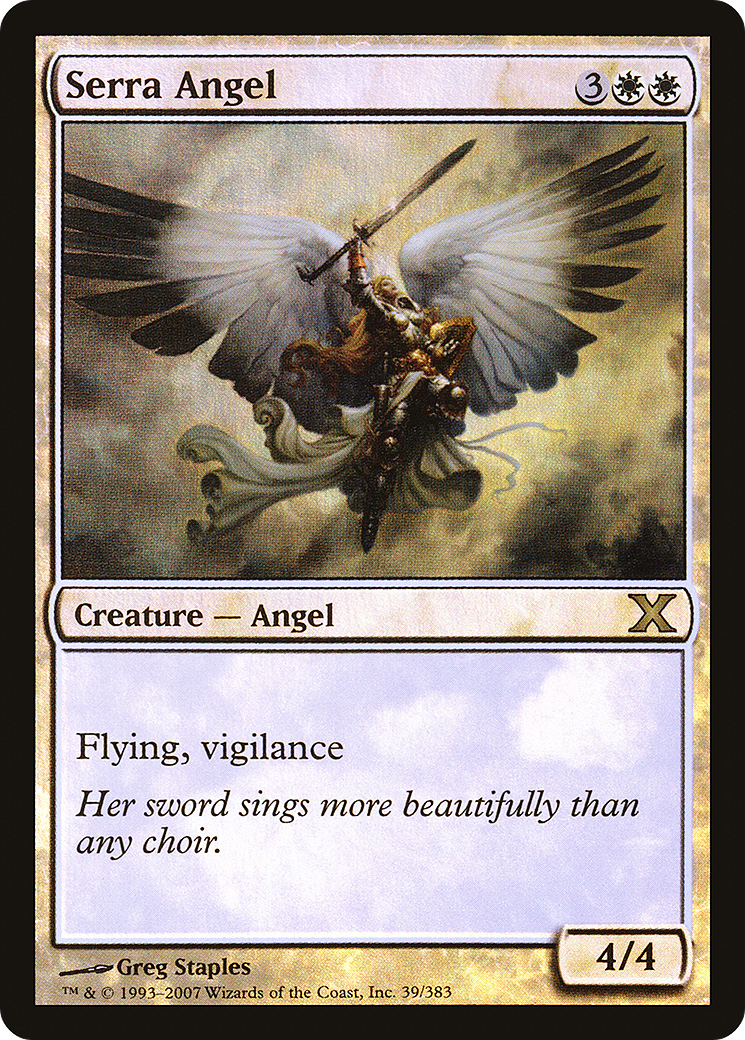 Serra Angel 3
Creature — Angel X
Flying, vigilance
Her sword sings more beautifully than
any choir.
4/4
Greg Staples
™ & © 1993–2007 Wizards of the Coast, Inc. 39/383